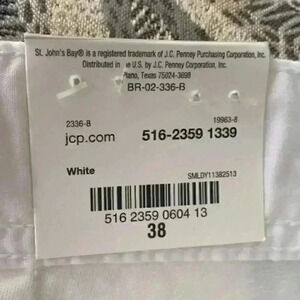 St. John's Bay® is a registered trademark of J.C. Penney Purchasing Corporation, Inc.
Distributed in the U.S. by J.C. Penney Corporation, Inc.
Plano, Texas 75024-3698
BR-02-336-B
2336-B 19963-8
jcp.com 516-2359 1339
White SMLDY11382513
516 2359 0604 13
38